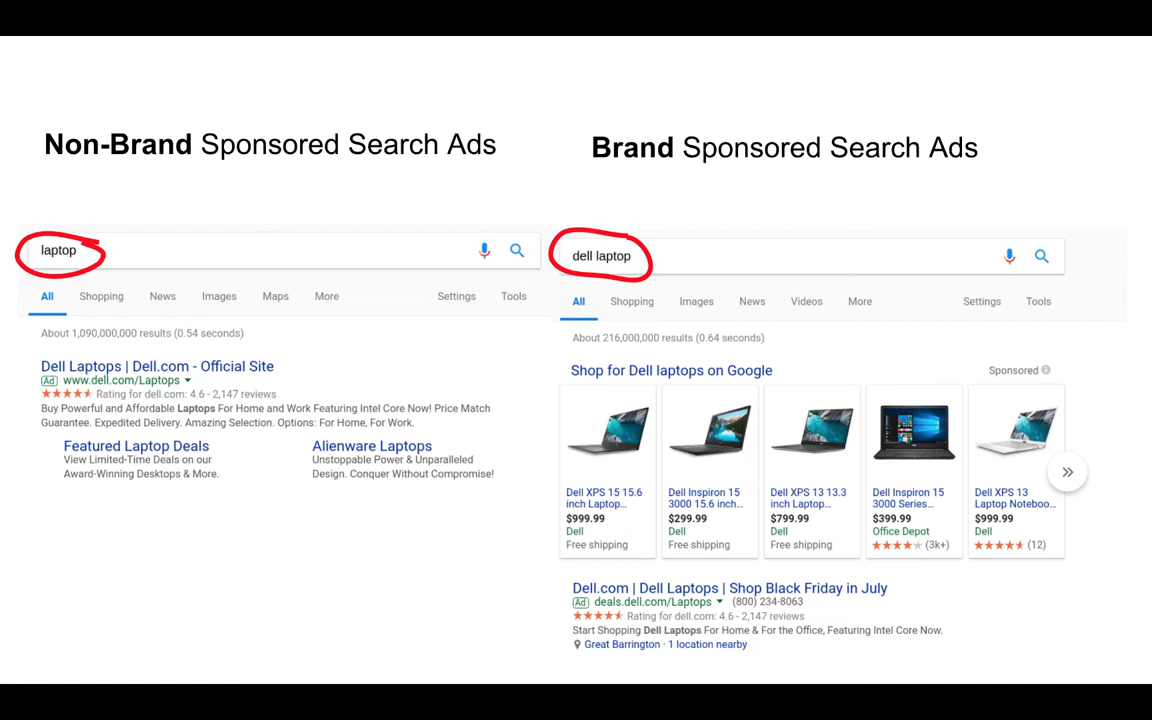 Non-Brand Sponsored Search Ads
laptop
All Shopping News Images Maps More Settings Tools
About 1,090,000,000 results (0.54 seconds)
Dell Laptops | Dell.com - Official Site
Ad www.dell.com/Laptops
Rating for dell.com: 4.6 - 2,147 reviews
Buy Powerful and Affordable Laptops For Home and Work Featuring Intel Core Now! Price Match
Guarantee. Expedited Delivery. Amazing Selection. Options: For Home, For Work.
Featured Laptop Deals
View Limited-Time Deals on our
Award-Winning Desktops & More.
Alienware Laptops
Unstoppable Power & Unparalleled
Design. Conquer Without Compromise!
Brand Sponsored Search Ads
dell laptop
All Shopping Images News Videos More Settings Tools
About 216,000,000 results (0.64 seconds)
Shop for Dell laptops on Google Sponsored
Dell XPS 15 15.6
inch Laptop...
$999.99
Dell
Free shipping
Dell Inspiron 15
3000 15.6 inch...
$299.99
Dell
Free shipping
Dell XPS 13 13.3
inch Laptop...
$799.99
Dell
Free shipping
Dell Inspiron 15
3000 Series...
$399.99
Office Depot
(3k+)
Dell XPS 13
Laptop Noteboo...
$999.99
Dell
(12)
Dell.com | Dell Laptops | Shop Black Friday in July
Ad deals.dell.com/Laptops (800) 234-8063
Rating for dell.com: 4.6 - 2,147 reviews
Start Shopping Dell Laptops For Home & For the Office, Featuring Intel Core Now.
Great Barrington · 1 location nearby